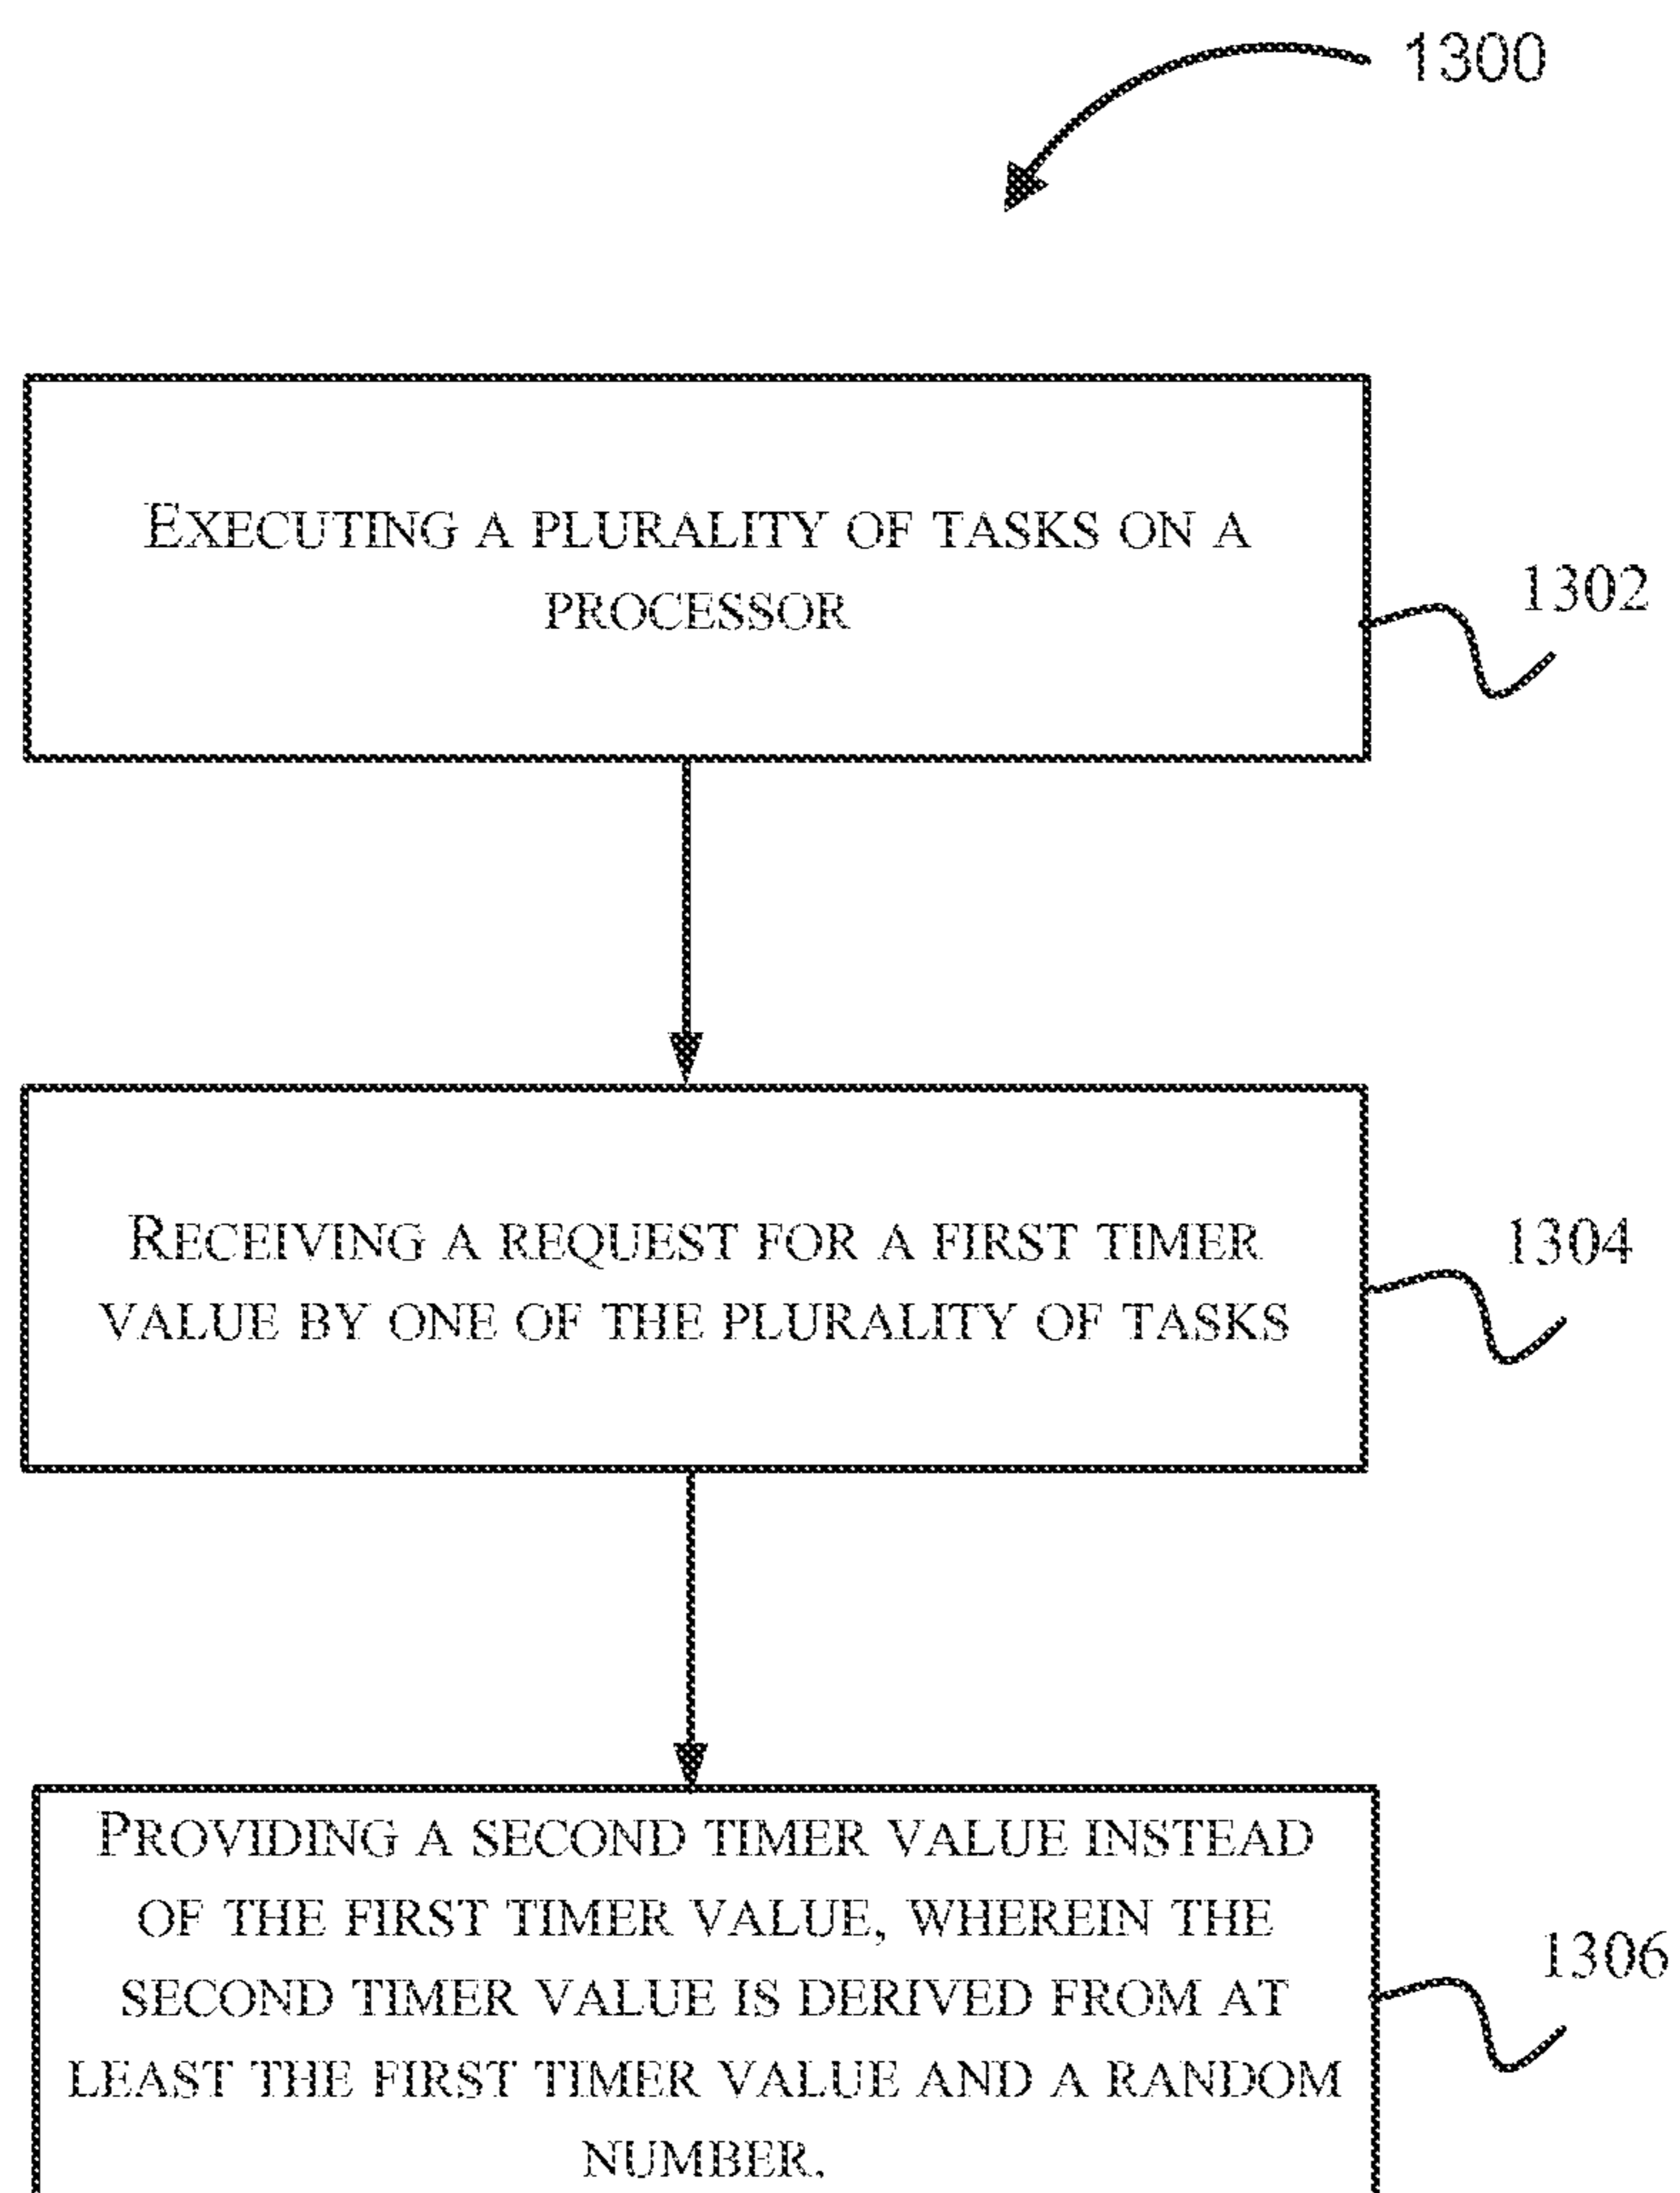 1300
EXECUTING A PLURALITY OF TASKS ON A
PROCESSOR
1302
RECEIVING A REQUEST FOR A FIRST TIMER
VALUE BY ONE OF THE PLURALITY OF TASKS
1304
PROVIDING A SECOND TIMER VALUE INSTEAD
OF THE FIRST TIMER VALUE, WHEREIN THE
SECOND TIMER VALUE IS DERIVED FROM AT
LEAST THE FIRST TIMER VALUE AND A RANDOM
NUMBER.
1306